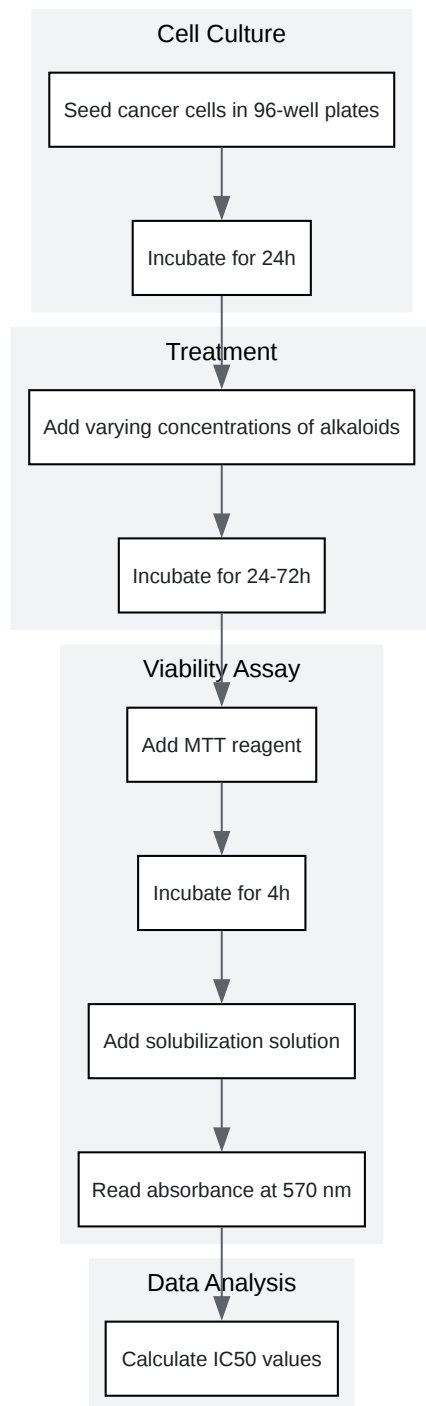 Cell Culture
Seed cancer cells in 96-well plates
Incubate for 24h
Treatment
Add varying concentrations of alkaloids
Incubate for 24-72h
Viability Assay
Add MTT reagent
Incubate for 4h
Add solubilization solution
Read absorbance at 570 nm
Data Analysis
Calculate IC50 values